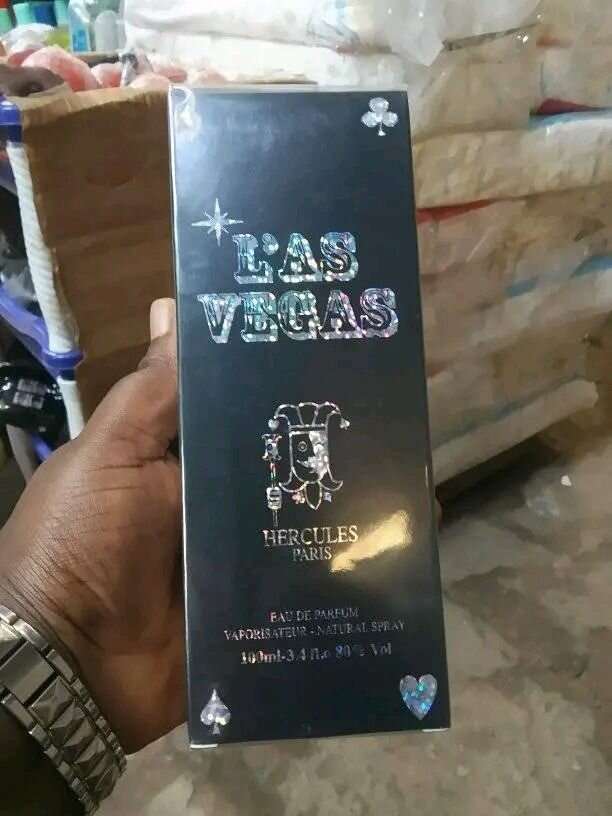 L'AS
VEGAS
HERCULES
PARIS
EAU DE PARFUM
VAPORISATEUR - NATURAL SPRAY
100ml-3.4 fl.o 80% Vol